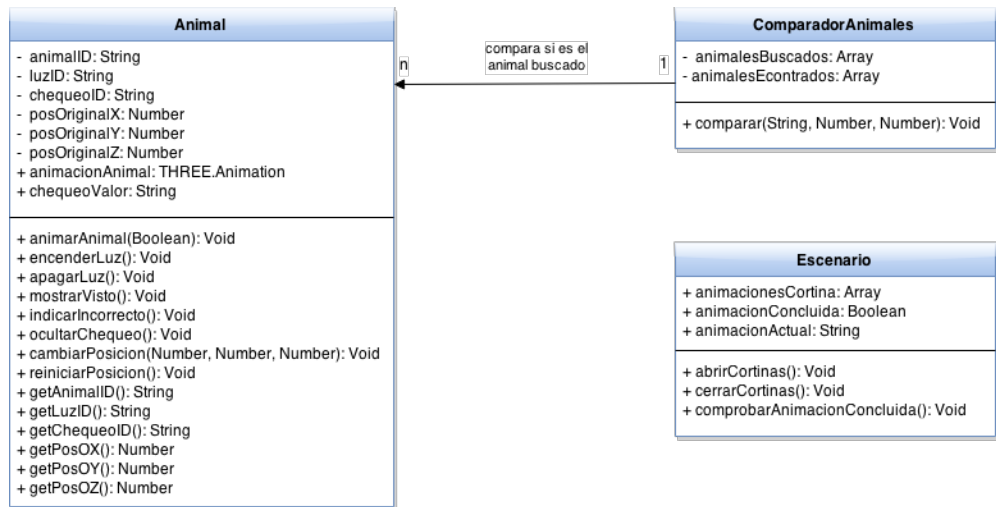 Animal
- animalID: String
- luzID: String
- chequeoID: String
- posOriginalX: Number
- posOriginalY: Number
- posOriginalZ: Number
+ animacionAnimal: THREE.Animation
+ chequeoValor: String
+ animarAnimal(Boolean): Void
+ encenderLuz(): Void
+ apagarLuz(): Void
+ mostrarVisto(): Void
+ indicarIncorrecto(): Void
+ ocultarChequeo(): Void
+ cambiarPosicion(Number, Number, Number): Void
+ reiniciarPosicion(): Void
+ getAnimalID(): String
+ getLuzID(): String
+ getChequeoID(): String
+ getPosOX(): Number
+ getPosOY(): Number
+ getPosOZ(): Number
n
compara si es el
animal buscado
1
ComparadorAnimales
- animalesBuscados: Array
- animalesEcontrados: Array
+ comparar(String, Number, Number): Void
Escenario
+ animacionesCortina: Array
+ animacionConcluida: Boolean
+ animacionActual: String
+ abrirCortinas(): Void
+ cerrarCortinas(): Void
+ comprobarAnimacionConcluida(): Void